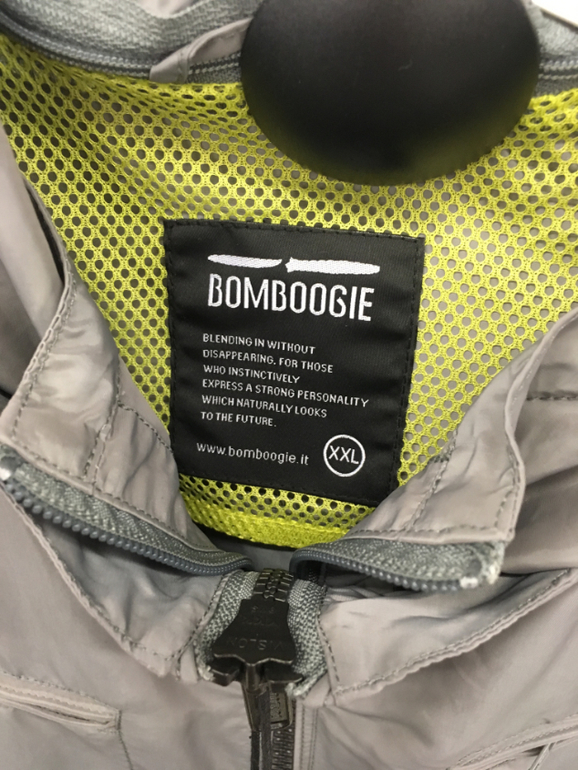 BOMBOOGIE
BLENDING IN WITHOUT
DISAPPEARING. FOR THOSE
WHO INSTINCTIVELY
EXPRESS A STRONG PERSONALITY
WHICH NATURALLY LOOKS
TO THE FUTURE.
www.bomboogie.it
XXL